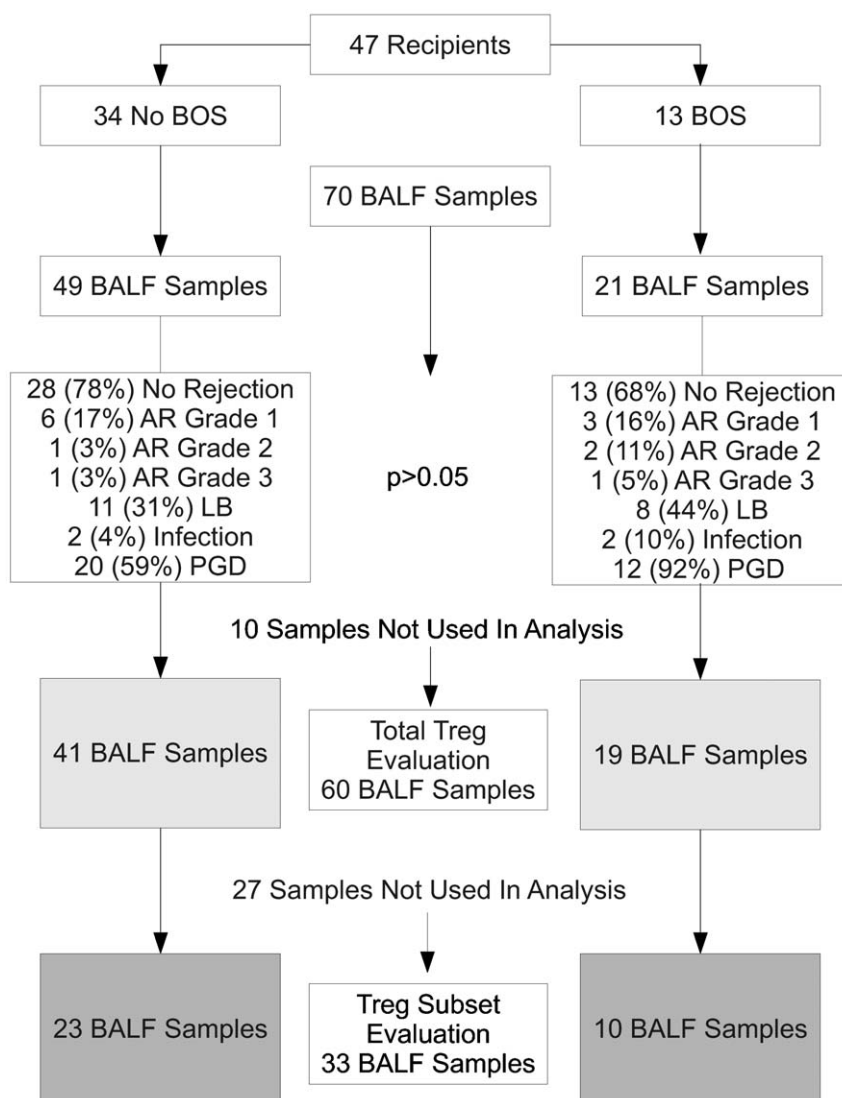 47 Recipients
34 No BOS
13 BOS
70 BALF Samples
49 BALF Samples
21 BALF Samples
28 (78%) No Rejection
6 (17%) AR Grade 1
1 (3%) AR Grade 2
1 (3%) AR Grade 3
11 (31%) LB
2 (4%) Infection
20 (59%) PGD
p>0.05
13 (68%) No Rejection
3 (16%) AR Grade 1
2 (11%) AR Grade 2
1 (5%) AR Grade 3
8 (44%) LB
2 (10%) Infection
12 (92%) PGD
10 Samples Not Used In Analysis
41 BALF Samples
Total Treg
Evaluation
60 BALF Samples
19 BALF Samples
27 Samples Not Used In Analysis
23 BALF Samples
Treg Subset
Evaluation
33 BALF Samples
10 BALF Samples